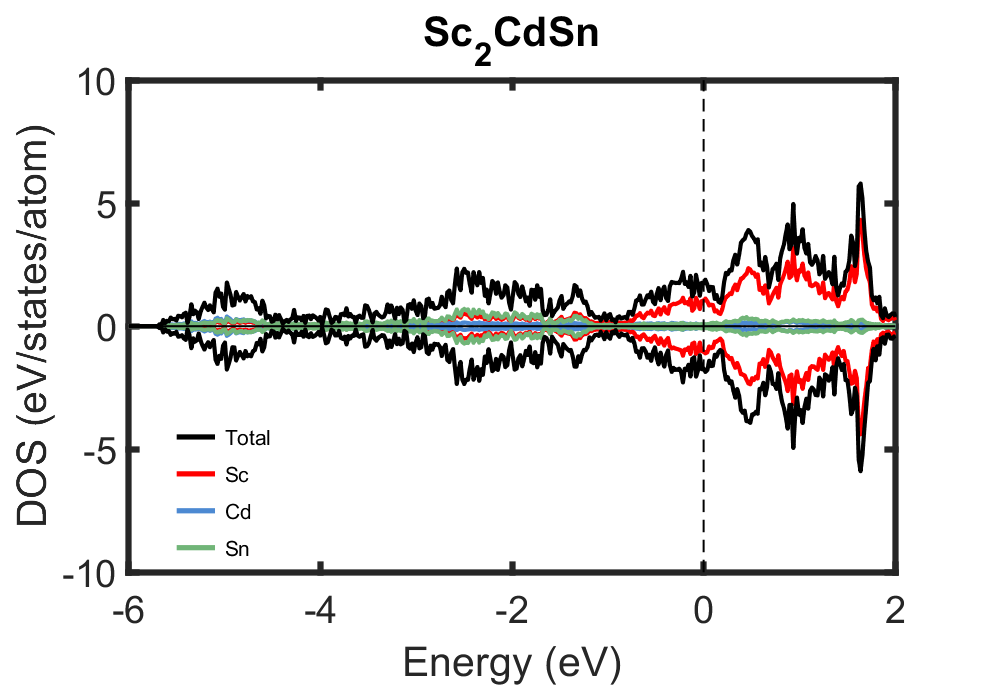 Sc₂CdSn
10
5
0
-5
-10
DOS (eV/states/atom)
Total
Sc
Cd
Sn
-6 -4 -2 0 2
Energy (eV)